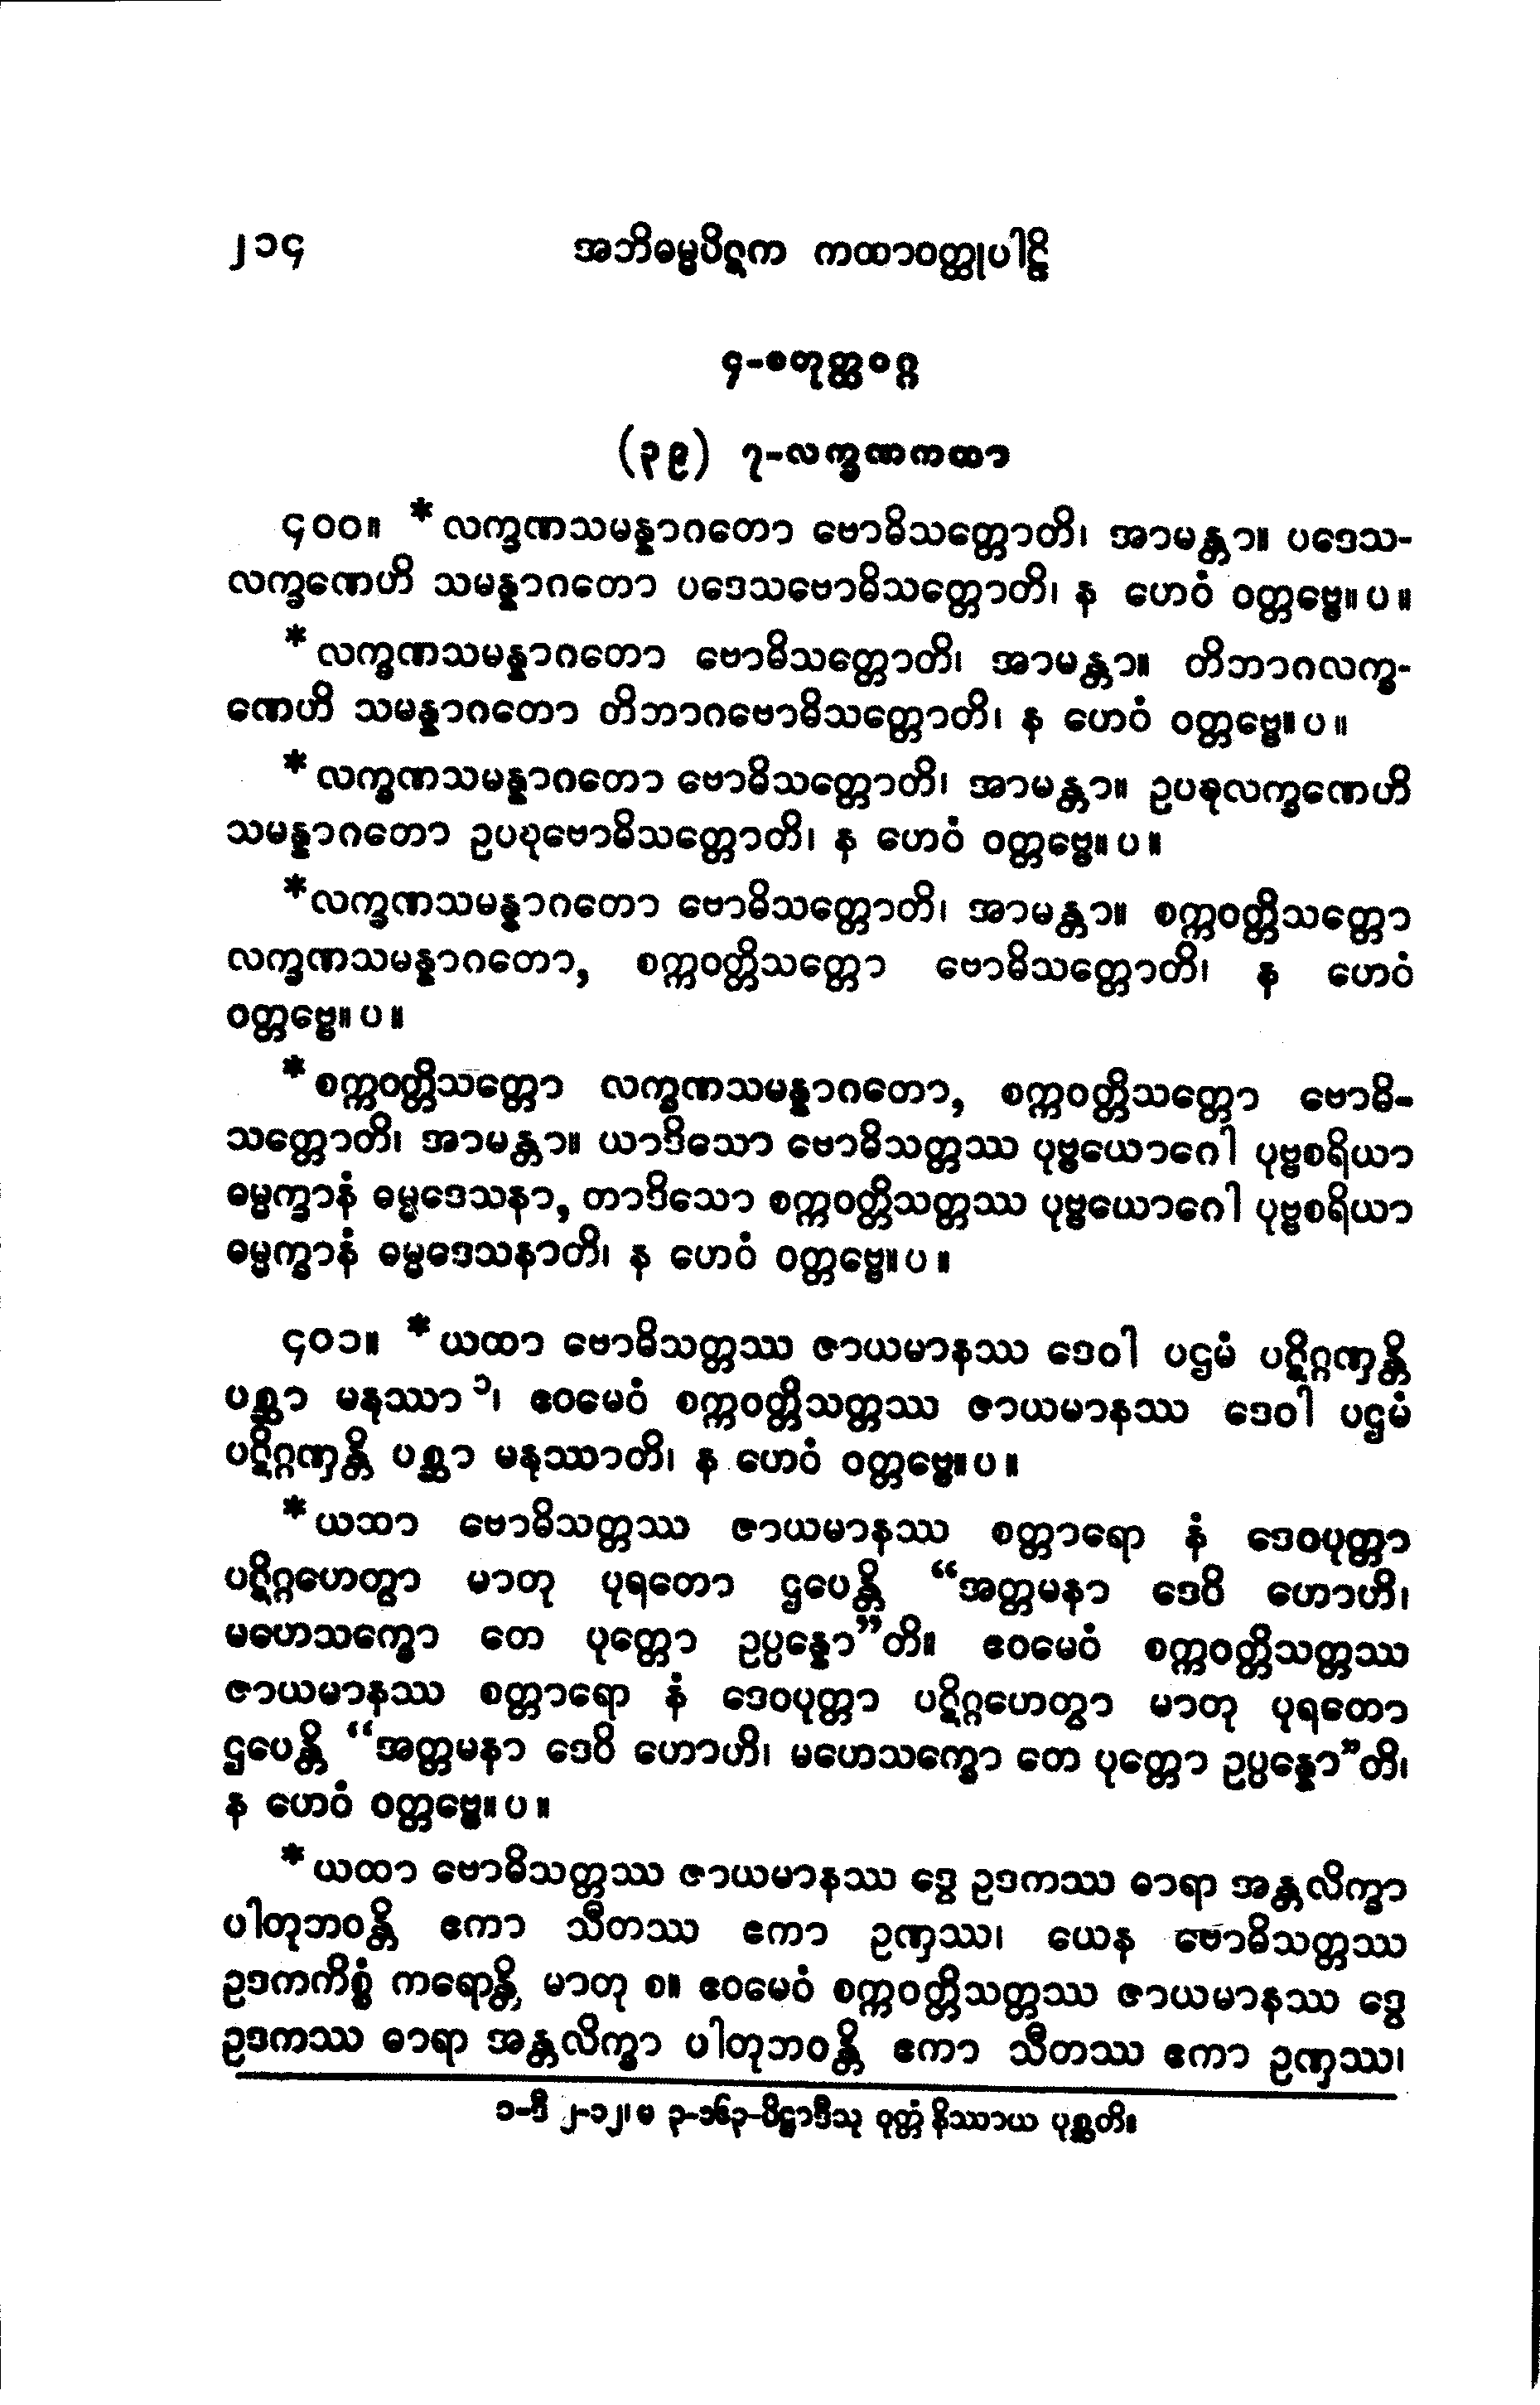 ၂၁၄ အဘိဓမ္မပိဋက ကထာဝတ္ထုပါဠိ
၄-စတုတ္ထဝဂ္ဂ
(၃၉) ၇-လက္ခဏကထာ
၄၀၀။ *လက္ခဏသမန္နာဂတော ဗောဓိသတ္တောတိ၊ အာမန္တာ။ ပဒေသ-
လက္ခဏေဟိ သမန္နာဂတော ပဒေသဗောဓိသတ္တောတိ၊ န ဟေဝံ ဝတ္တဗ္ဗေ။ပ။
*လက္ခဏသမန္နာဂတော ဗောဓိသတ္တောတိ၊ အာမန္တာ။ တိဘာဂလက္ခ-
ဏေဟိ သမန္နာဂတော တိဘာဂဗောဓိသတ္တောတိ၊ န ဟေဝံ ဝတ္တဗ္ဗေ။ပ။
*လက္ခဏသမန္နာဂတော ဗောဓိသတ္တောတိ၊ အာမန္တာ။ ဥပဍ္ဎလက္ခဏေဟိ
သမန္နာဂတော ဥပဍ္ဎဗောဓိသတ္တောတိ၊ န ဟေဝံ ဝတ္တဗ္ဗေ။ပ။
*လက္ခဏသမန္နာဂတော ဗောဓိသတ္တောတိ၊ အာမန္တာ။ စက္ကဝတ္တိသတ္တော
လက္ခဏသမန္နာဂတော, စက္ကဝတ္တိသတ္တော ဗောဓိသတ္တောတိ၊ န ဟေဝံ
ဝတ္တဗ္ဗေ။ပ။
*စက္ကဝတ္တိသတ္တော လက္ခဏသမန္နာဂတော, စက္ကဝတ္တိသတ္တော ဗောဓိ-
သတ္တောတိ၊ အာမန္တာ။ ယာဒိသော ဗောဓိသတ္တဿ ပုဗ္ဗယောဂေါ ပုဗ္ဗစရိယာ
ဓမ္မက္ခာနံ ဓမ္မဒေသနာ, တာဒိသော စက္ကဝတ္တိသတ္တဿ ပုဗ္ဗယောဂေါ ပုဗ္ဗစရိယာ
ဓမ္မက္ခာနံ ဓမ္မဒေသနာတိ၊ န ဟေဝံ ဝတ္တဗ္ဗေ။ပ။
၄၀၁။ *ယထာ ဗောဓိသတ္တဿ ဇာယမာနဿ ဒေဝါ ပဌမံ ပဋိဂ္ဂဏှန္တိ
ပစ္ဆာ မနုဿာ ၁၊ ဧဝမေဝံ စက္ကဝတ္တိသတ္တဿ ဇာယမာနဿ ဒေဝါ ပဌမံ
ပဋိဂ္ဂဏှန္တိ ပစ္ဆာ မနုဿာတိ၊ န ဟေဝံ ဝတ္တဗ္ဗေ။ပ။
*ယထာ ဗောဓိသတ္တဿ ဇာယမာနဿ စတ္တာရော နံ ဒေဝပုတ္တာ
ပဋိဂ္ဂဟေတွာ မာတု ပုရတော ဌပေန္တိ “အတ္တမနာ ဒေဝိ ဟောဟိ၊
မဟေသက္ခော တေ ပုတ္တော ဥပ္ပန္နော”တိ။ ဧဝမေဝံ စက္ကဝတ္တိသတ္တဿ
ဇာယမာနဿ စတ္တာရော နံ ဒေဝပုတ္တာ ပဋိဂ္ဂဟေတွာ မာတု ပုရတော
ဌပေန္တိ “အတ္တမနာ ဒေဝိ ဟောဟိ၊ မဟေသက္ခော တေ ပုတ္တော ဥပ္ပန္နော”တိ၊
န ဟေဝံ ဝတ္တဗ္ဗေ။ပ။
*ယထာ ဗောဓိသတ္တဿ ဇာယမာနဿ ဒွေ ဥဒကဿ ဓာရာ အန္တလိက္ခာ
ပါတုဘဝန္တိ ဧကာ သီတဿ ဧကာ ဥဏှဿ၊ ယေန ဗောဓိသတ္တဿ
ဥဒကကိစ္စံ ကရောန္တိ မာတု စ။ ဧဝမေဝံ စက္ကဝတ္တိသတ္တဿ ဇာယမာနဿ ဒွေ
ဥဒကဿ ဓာရာ အန္တလိက္ခာ ပါတုဘဝန္တိ ဧကာ သီတဿ ဧကာ ဥဏှဿ၊
၁-ဒီ ၂-၁၂၊ မ ၃-၁၆၃-ပိဋ္ဌာဒီသု ဝုတ္တံ နိဿာယ ပုစ္ဆတိ။